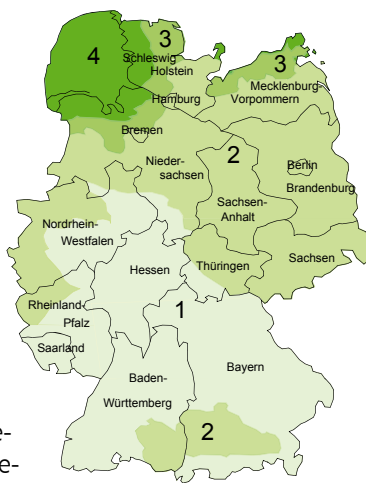 3
4
Schleswig
Holstein
3
Mecklenburg-
Vorpommern
Hamburg
Bremen
2
Nieder-
sachsen
Berlin
Brandenburg
Sachsen-
Anhalt
Nordrhein-
Westfalen
Hessen
Thüringen
Sachsen
Rheinland-
Pfalz
1
Saarland
Bayern
Baden-
Württemberg
2
e-
e-